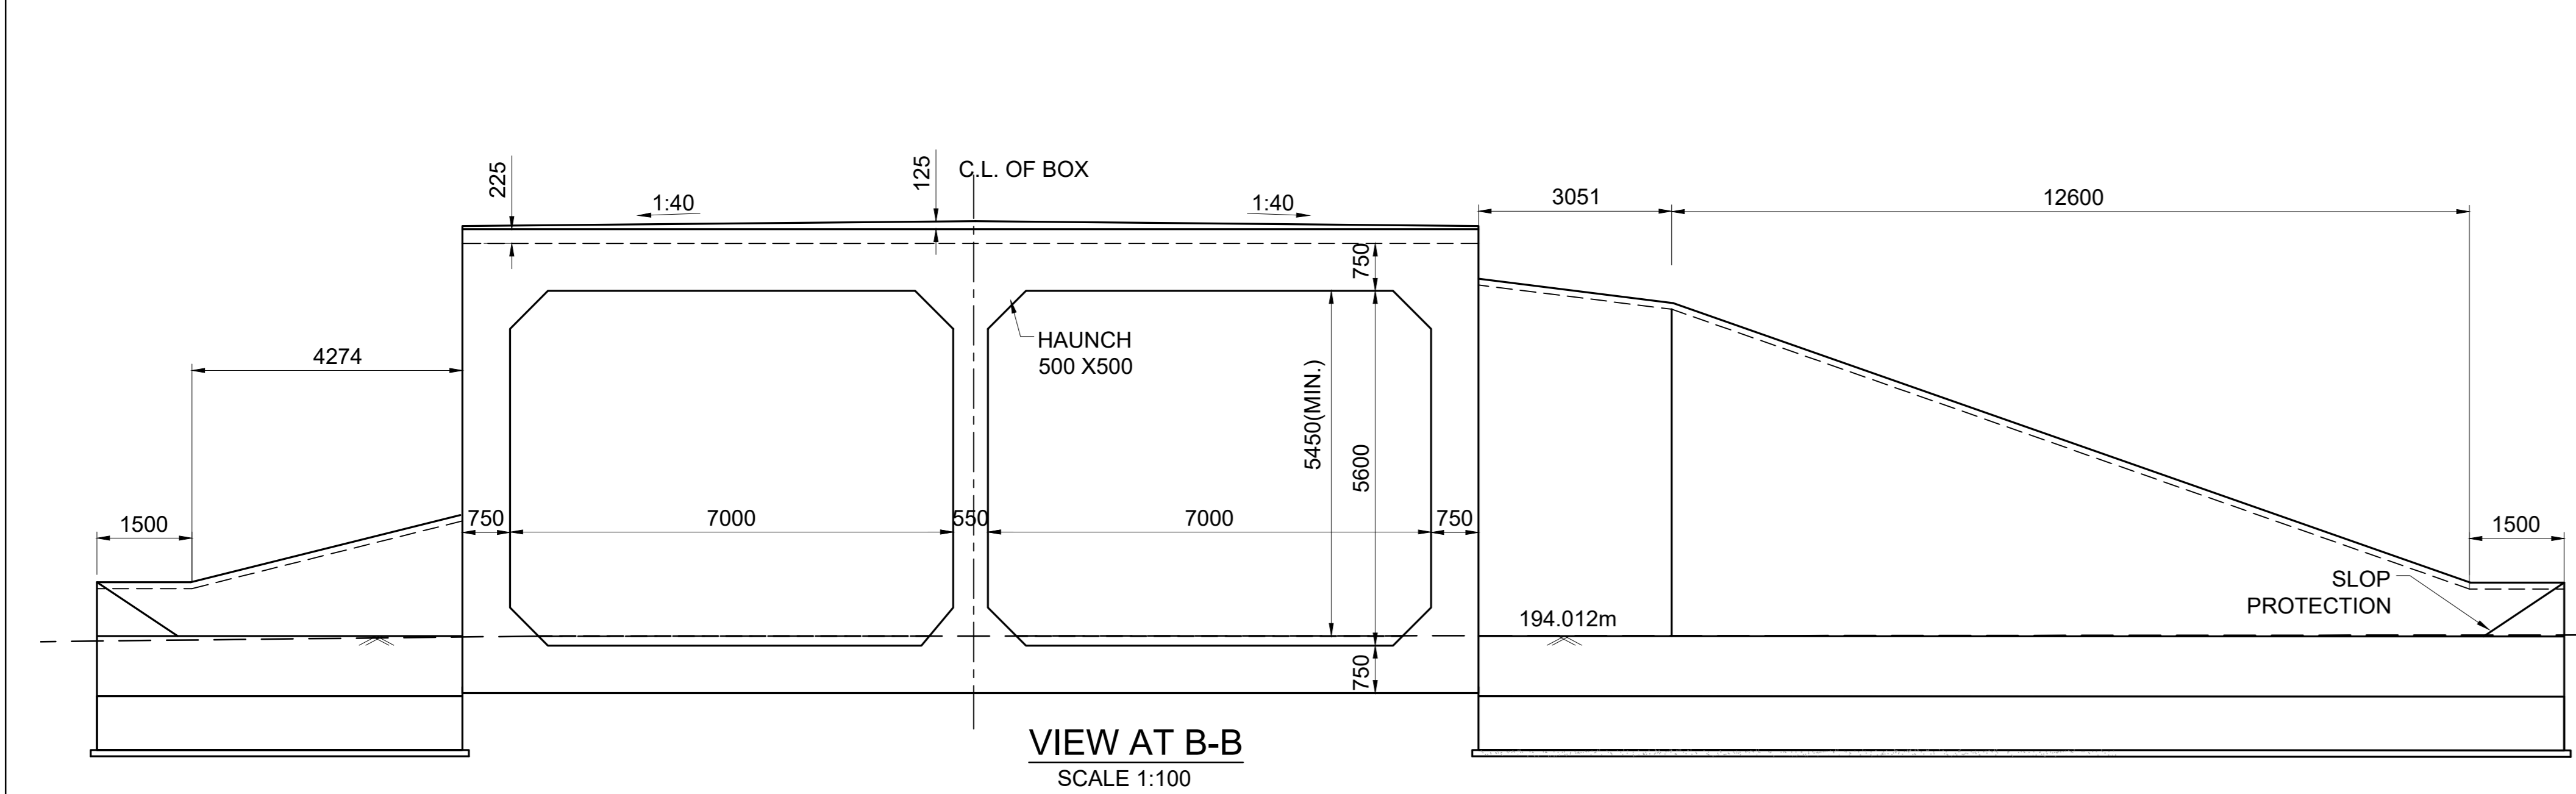 225
125
C.L. OF BOX
1:40
1:40
3051
12600
750
HAUNCH
500 X500
4274
5450(MIN.)
5600
1500
750
7000
550
7000
750
1500
SLOP
PROTECTION
194.012m
750
VIEW AT B-B
SCALE 1:100